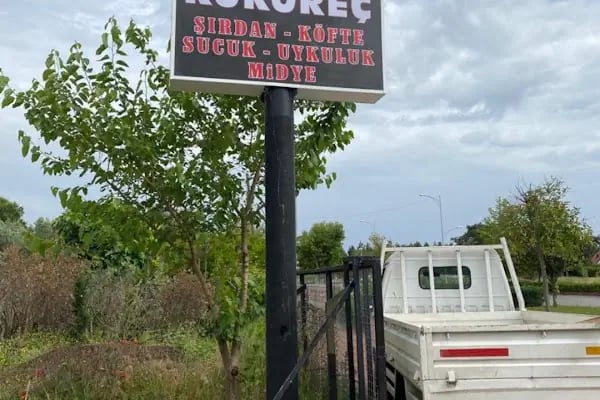 KOKOREÇ
ŞIRDAN - KÖFTE
SUCUK - UYKULUK
MİDYE